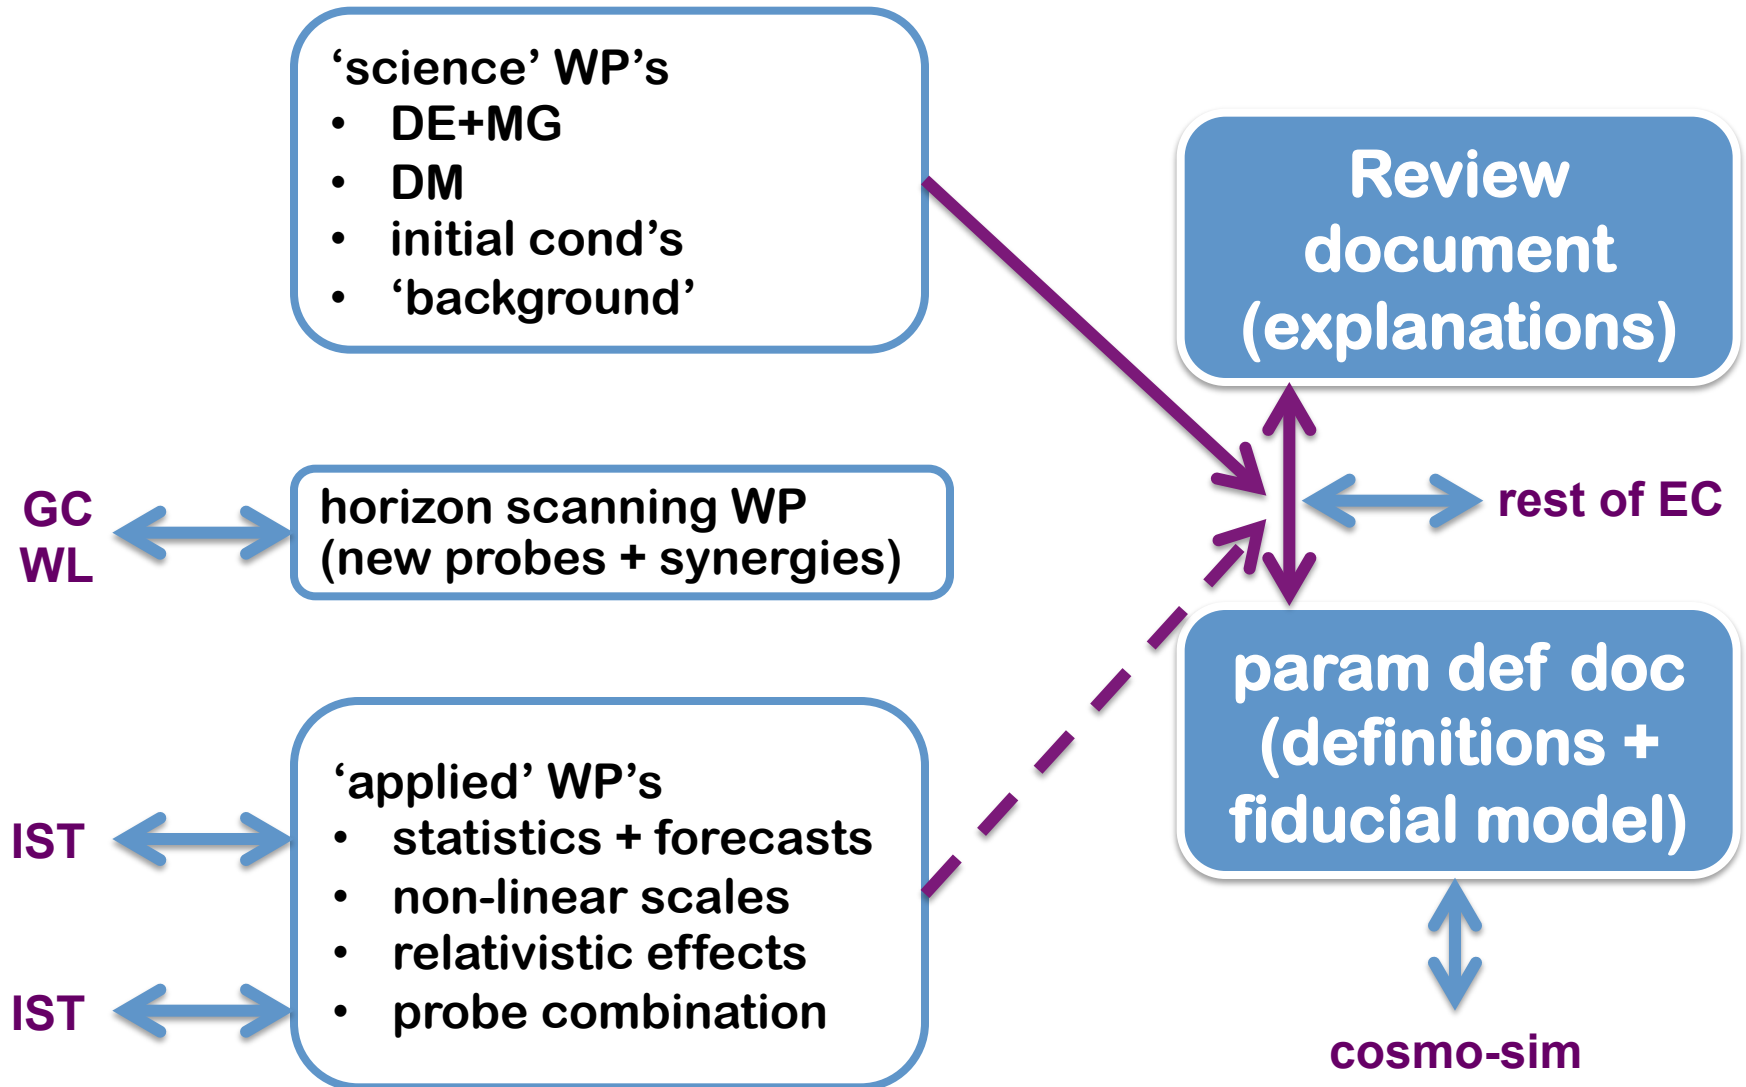 ‘science’ WP’s
• DE+MG
• DM
• initial cond’s
• ‘background’
Review
document
(explanations)
GC
WL
horizon scanning WP
(new probes + synergies)
rest of EC
param def doc
(definitions +
fiducial model)
‘applied’ WP’s
• statistics + forecasts
• non-linear scales
• relativistic effects
• probe combination
IST
IST
cosmo-sim